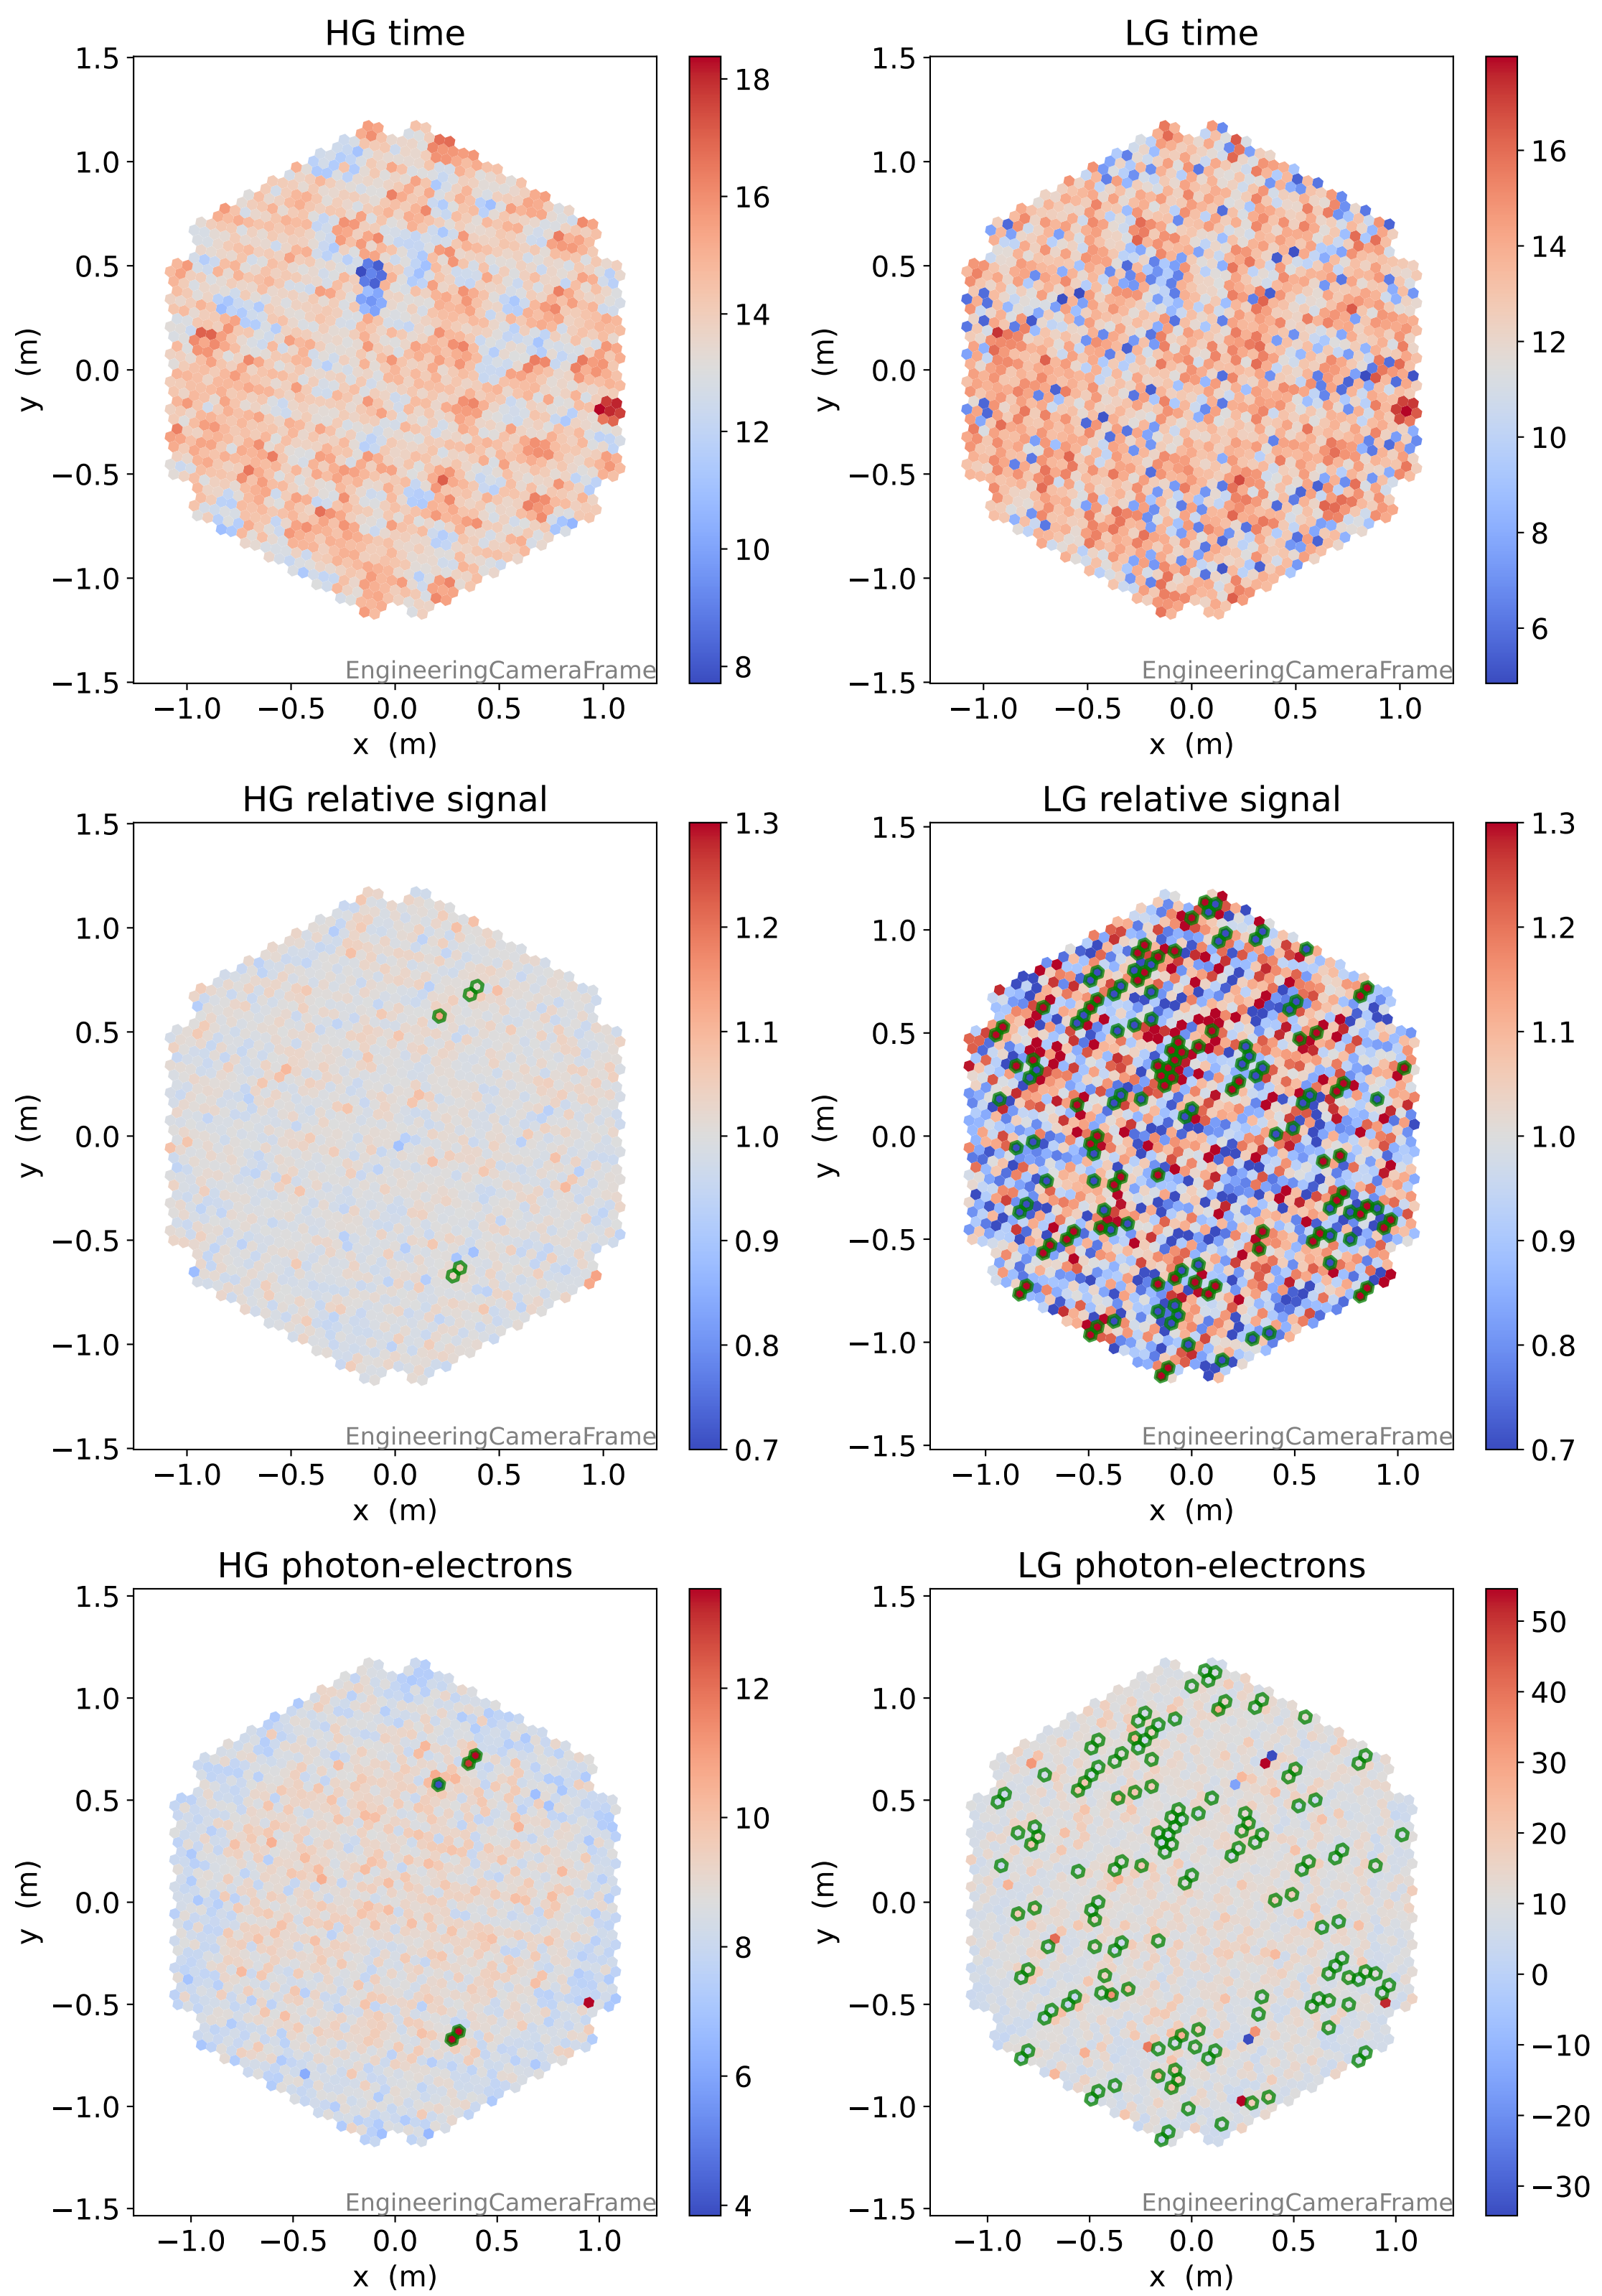 HG time
1.5
1.0
0.5
0.0
−0.5
−1.0
−1.5
y (m)
−1.0 −0.5 0.0 0.5 1.0
x (m)
EngineeringCameraFrame
18
16
14
12
10
8
LG time
1.5
1.0
0.5
0.0
−0.5
−1.0
−1.5
y (m)
−1.0 −0.5 0.0 0.5 1.0
x (m)
EngineeringCameraFrame
16
14
12
10
8
6
HG relative signal
1.5
1.0
0.5
0.0
−0.5
−1.0
−1.5
y (m)
−1.0 −0.5 0.0 0.5 1.0
x (m)
EngineeringCameraFrame
1.3
1.2
1.1
1.0
0.9
0.8
0.7
LG relative signal
1.5
1.0
0.5
0.0
−0.5
−1.0
−1.5
y (m)
−1.0 −0.5 0.0 0.5 1.0
x (m)
EngineeringCameraFrame
1.3
1.2
1.1
1.0
0.9
0.8
0.7
HG photon-electrons
1.5
1.0
0.5
0.0
−0.5
−1.0
−1.5
y (m)
−1.0 −0.5 0.0 0.5 1.0
x (m)
EngineeringCameraFrame
12
10
8
6
4
LG photon-electrons
1.5
1.0
0.5
0.0
−0.5
−1.0
−1.5
y (m)
−1.0 −0.5 0.0 0.5 1.0
x (m)
EngineeringCameraFrame
50
40
30
20
10
0
−10
−20
−30